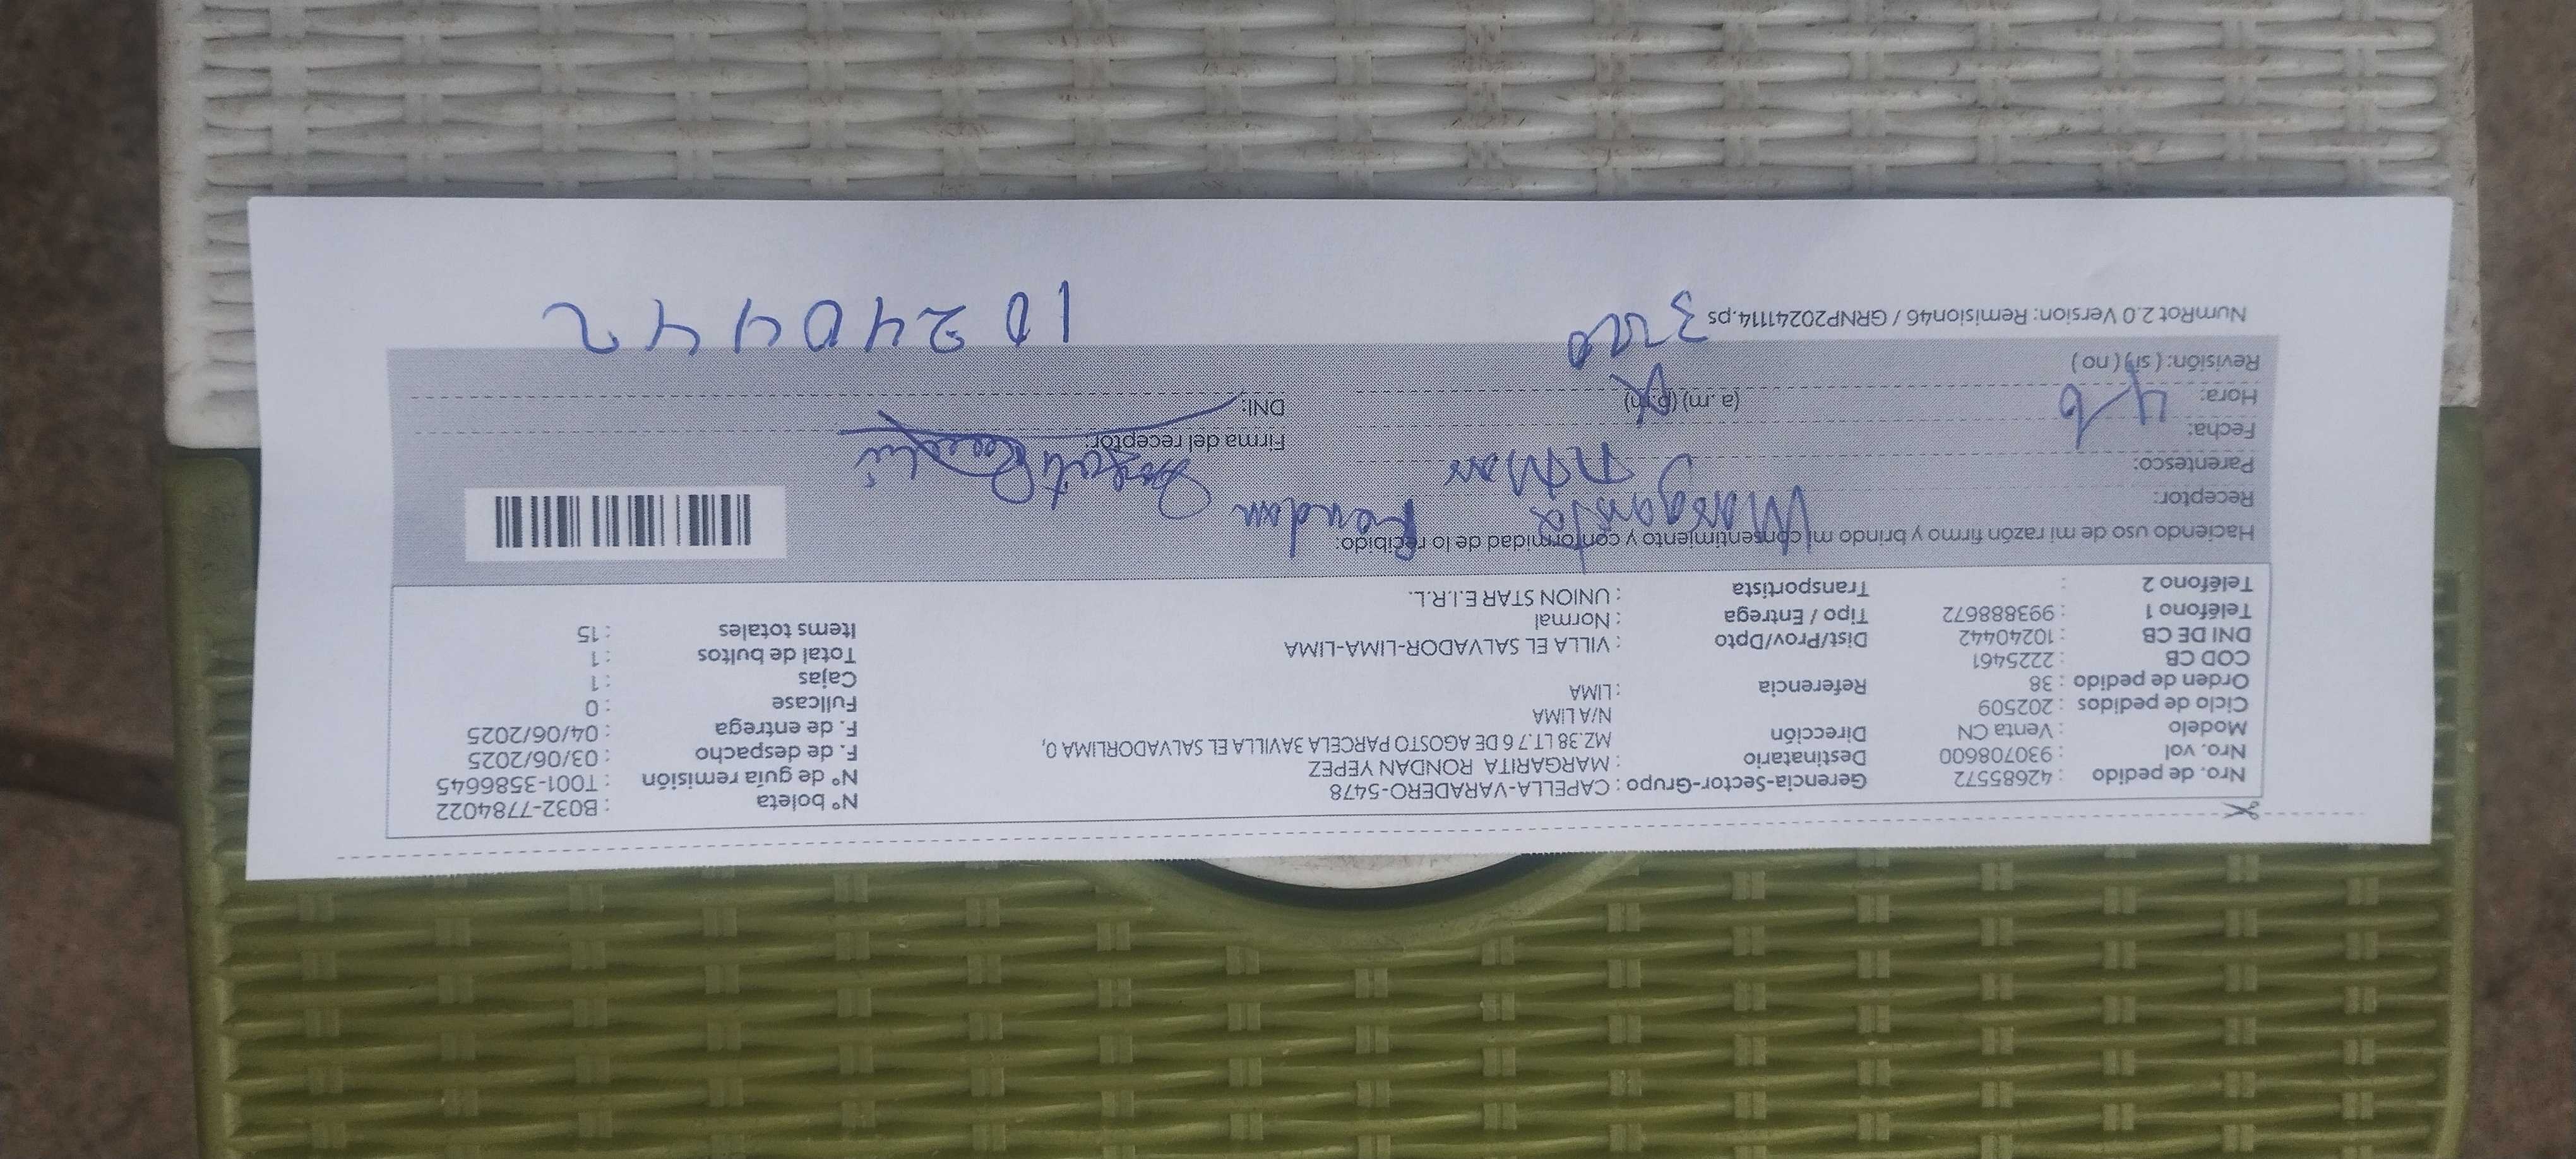 Nro. de pedido : 42685572 Gerencia-Sector-Grupo : CAPELLA-VARADERO-5478 N° boleta : B032-7784022
Nro. vol : 930708600 Destinatario : MARGARITA RONDAN YEPEZ N° de guía remisión : T001-3586645
Modelo : Venta CN Dirección MZ.38 LT.7 6 DE AGOSTO PARCELA 3AVILLA EL SALVADORLIMA 0, F. de despacho : 03/06/2025
Ciclo de pedidos : 202509 N/A LIMA F. de entrega : 04/06/2025
Orden de pedido : 38 Referencia : LIMA Fullcase : 0
COD CB : 2225461 Cajas : 1
DNI DE CB : 10240442 Dist/Prov/Dpto : VILLA EL SALVADOR-LIMA-LIMA Total de bultos : 1
Teléfono 1 : 993888672 Tipo / Entrega : Normal Items totales : 15
Teléfono 2 : Transportista : UNION STAR E.I.R.L.
Haciendo uso de mi razón firmo y brindo mi consentimiento y conformidad de lo recibido:
Receptor: Margarita Rondan
Parentesco:
Fecha: 4 6 Firma del receptor:
Hora: (a.m) (p.m) DNI:
Revisión: ( si ) ( no ) 10240442
NumRot 2.0 Version: Remision46 / GRNP20241114.ps